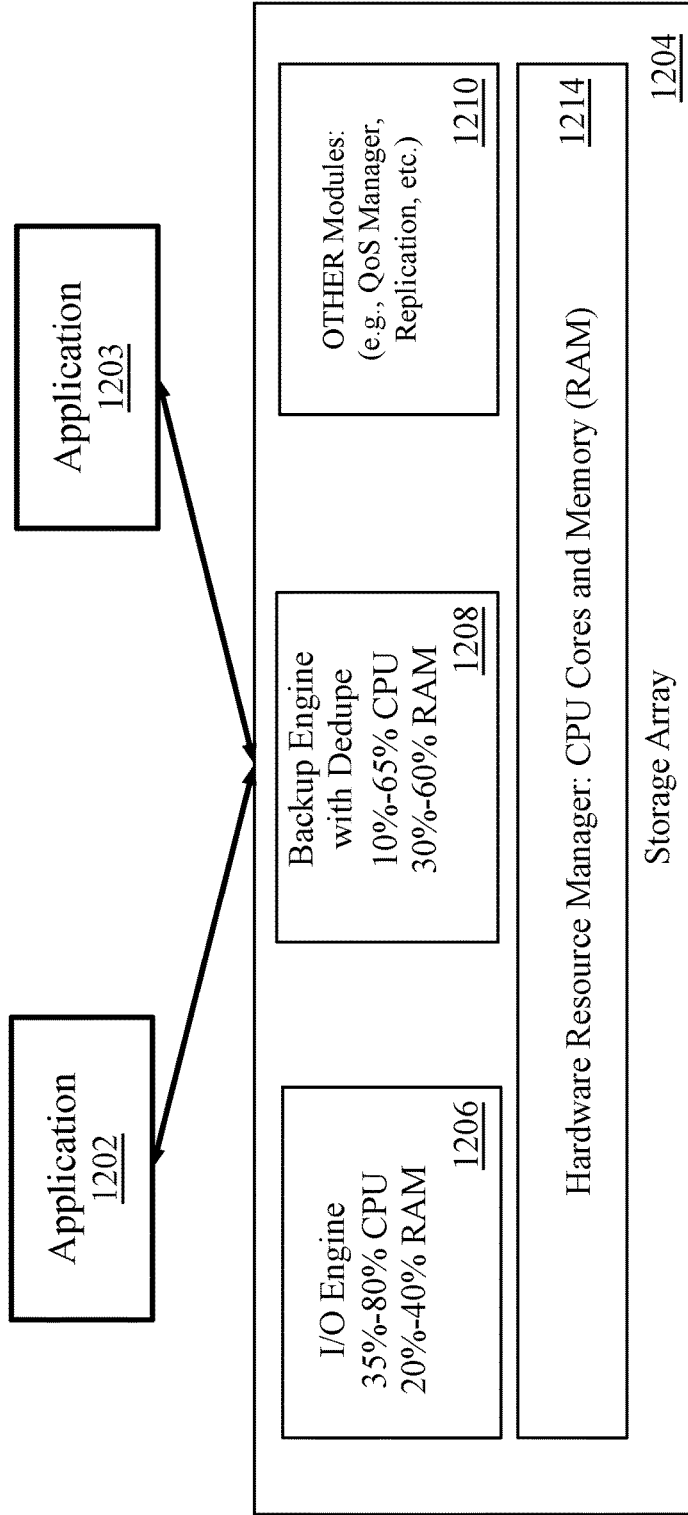 Application
1202
Application
1203
I/O Engine
35%-80% CPU
20%-40% RAM
1206
Backup Engine
with Dedupe
10%-65% CPU
30%-60% RAM
1208
OTHER Modules:
(e.g., QoS Manager,
Replication, etc.)
1210
Hardware Resource Manager: CPU Cores and Memory (RAM)
1214
Storage Array
1204